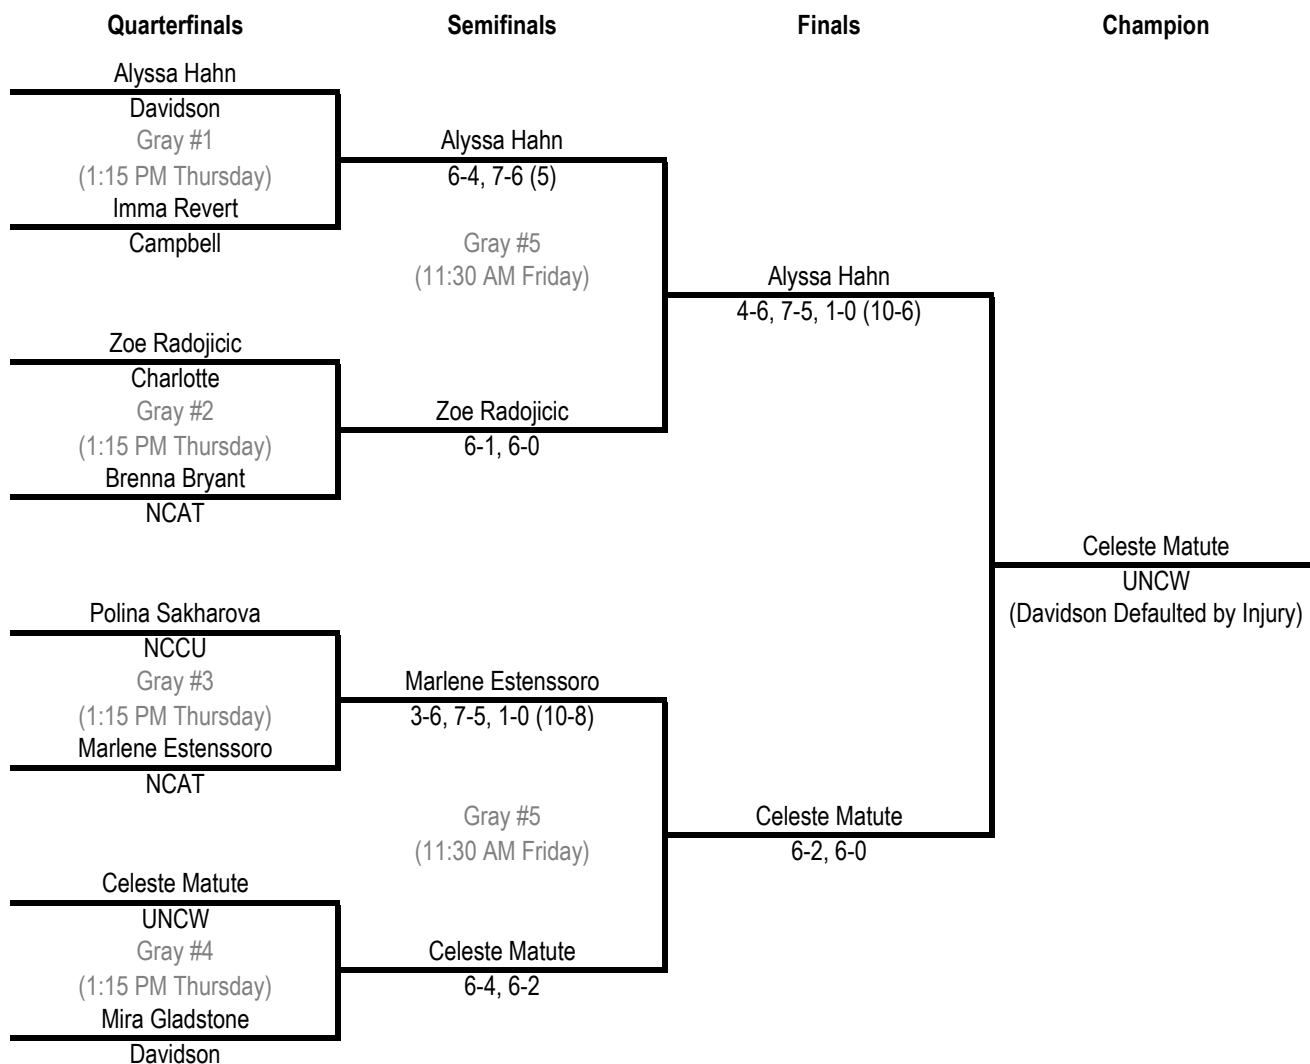 Quarterfinals
Semifinals
Finals
Champion
Alyssa Hahn
Davidson
Gray #1
(1:15 PM Thursday)
Imma Revert
Campbell
Alyssa Hahn
6-4, 7-6 (5)
Gray #5
(11:30 AM Friday)
Alyssa Hahn
4-6, 7-5, 1-0 (10-6)
Zoe Radojicic
Charlotte
Gray #2
(1:15 PM Thursday)
Brenna Bryant
NCAT
Zoe Radojicic
6-1, 6-0
Celeste Matute
UNCW
(Davidson Defaulted by Injury)
Polina Sakharova
NCCU
Gray #3
(1:15 PM Thursday)
Marlene Estenssoro
NCAT
Marlene Estenssoro
3-6, 7-5, 1-0 (10-8)
Gray #5
(11:30 AM Friday)
Celeste Matute
6-2, 6-0
Celeste Matute
UNCW
Gray #4
(1:15 PM Thursday)
Mira Gladstone
Davidson
Celeste Matute
6-4, 6-2